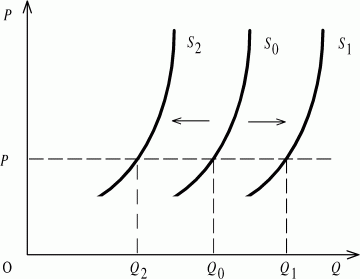 P
S₂ S₀ S₁
P
O Q₂ Q₀ Q₁ Q